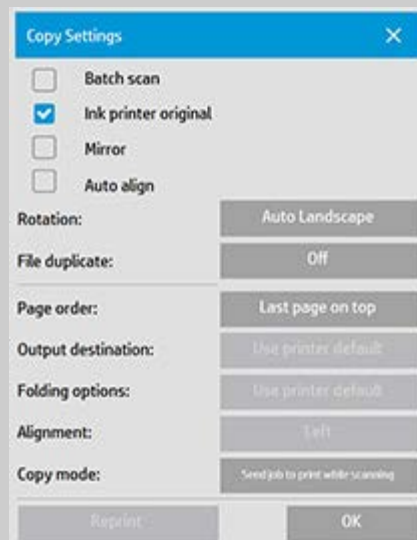 Copy Settings
Batch scan
Ink printer original
Mirror
Auto align
Rotation: Auto Landscape
File duplicate: Off
Page order: Last page on top
Output destination: Use printer default
Folding options: Use printer default
Alignment: Left
Copy mode: Send job to print while scanning
Reprint OK